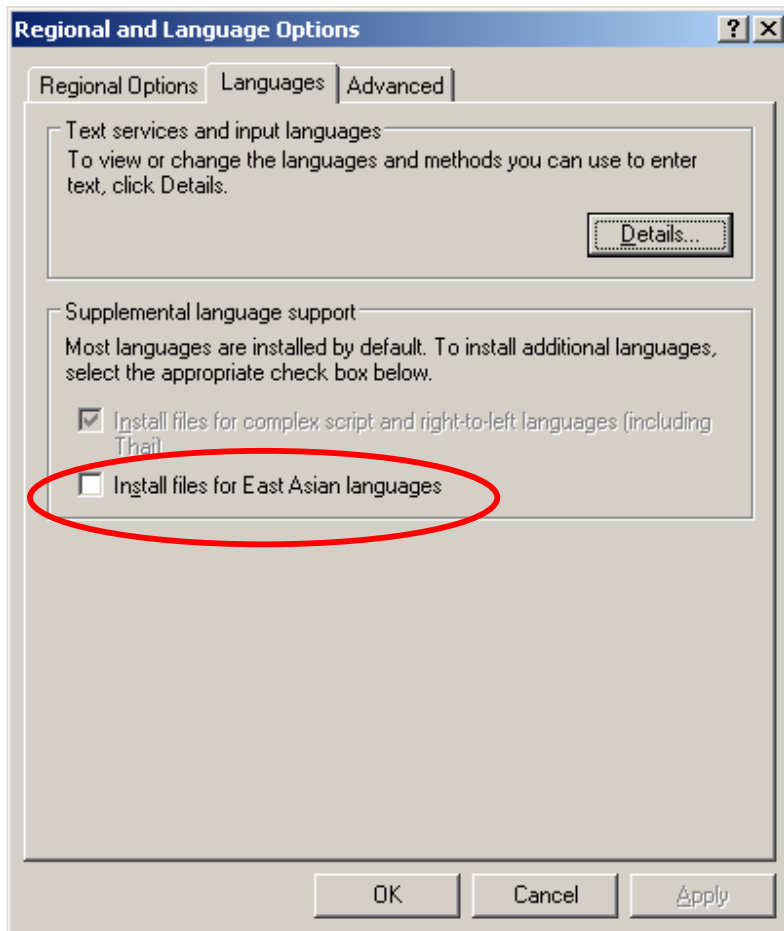 Regional and Language Options
Regional Options
Languages
Advanced
Text services and input languages
To view or change the languages and methods you can use to enter
text, click Details.
Details...
Supplemental language support
Most languages are installed by default. To install additional languages,
select the appropriate check box below.
Install files for complex script and right-to-left languages (including
Thai)
Install files for East Asian languages
OK
Cancel
Apply